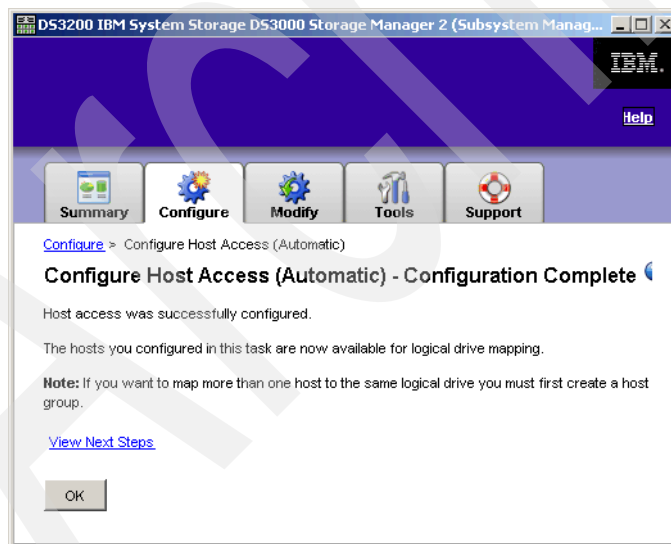 DS3200 IBM System Storage DS3000 Storage Manager 2 (Subsystem Manag...
IBM.
Help
Summary
Configure
Modify
Tools
Support
Configure > Configure Host Access (Automatic)
Configure Host Access (Automatic) - Configuration Complete
Host access was successfully configured.
The hosts you configured in this task are now available for logical drive mapping.
Note: If you want to map more than one host to the same logical drive you must first create a host
group.
View Next Steps
OK